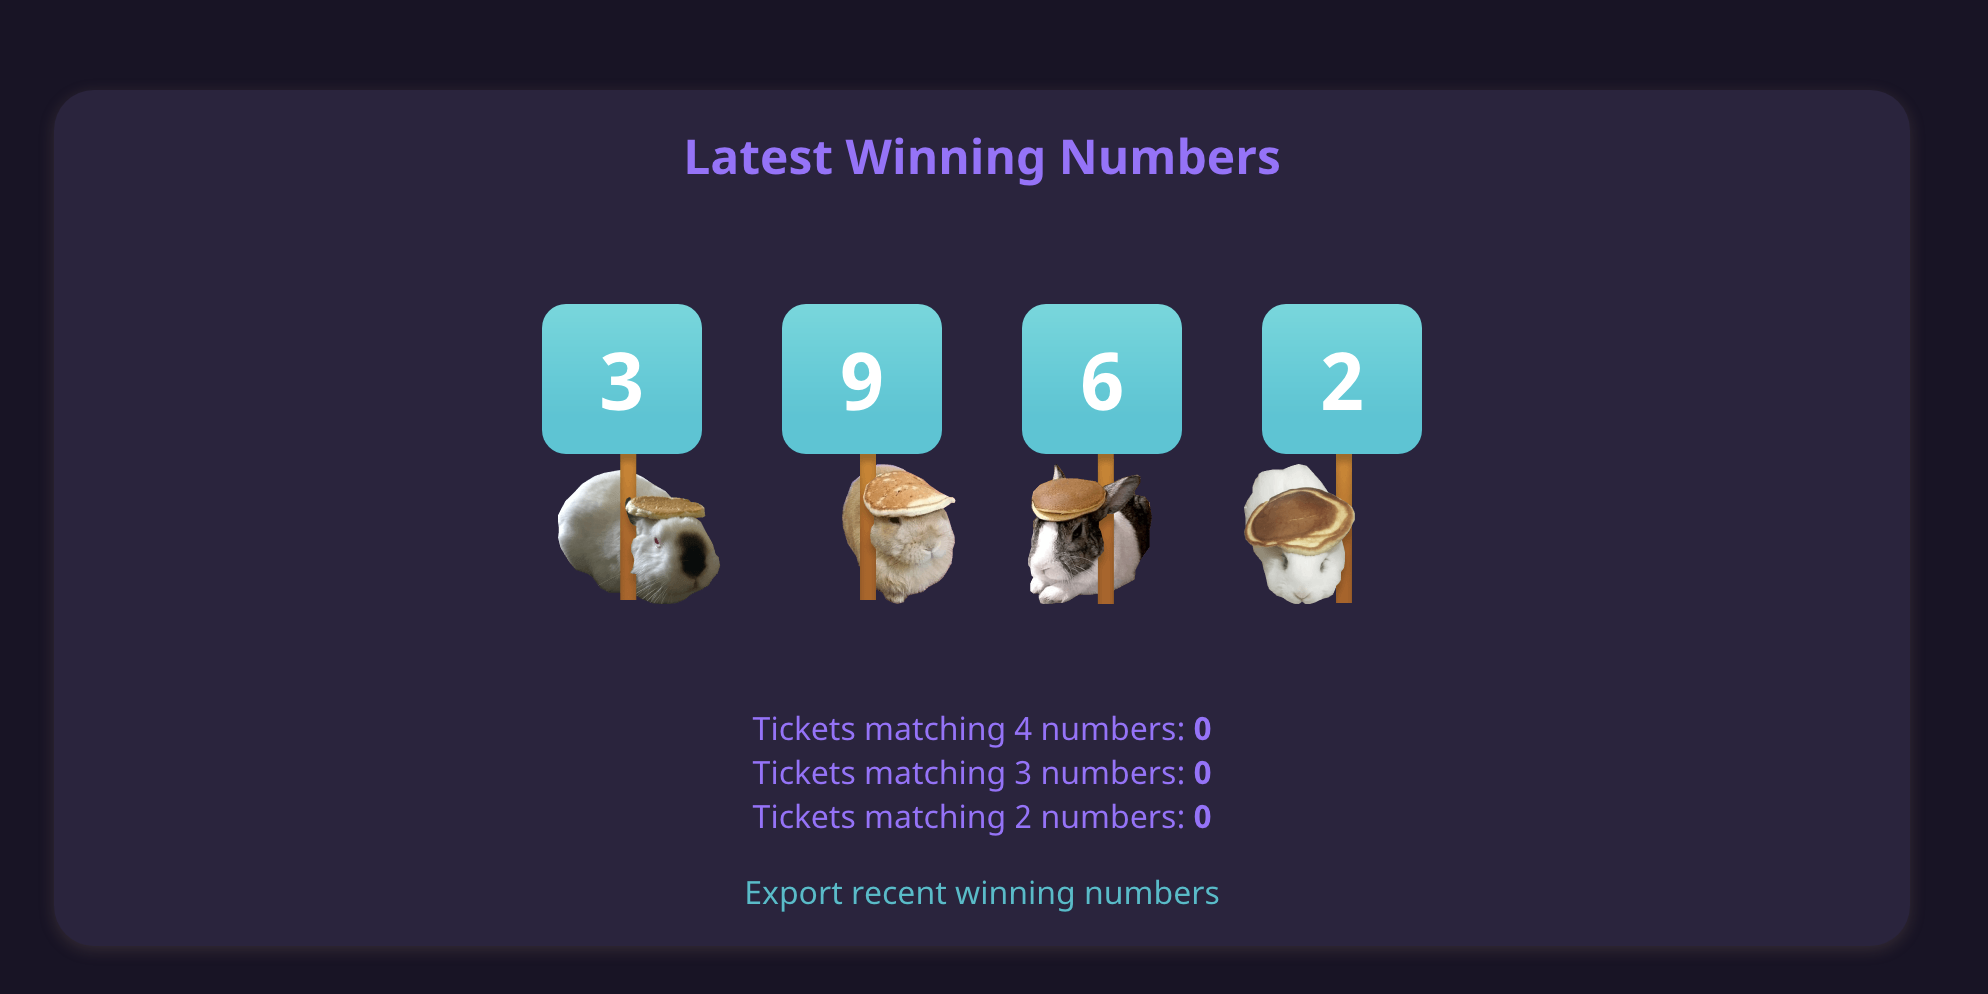 Latest Winning Numbers
3 9 6 2
Tickets matching 4 numbers: 0
Tickets matching 3 numbers: 0
Tickets matching 2 numbers: 0
Export recent winning numbers